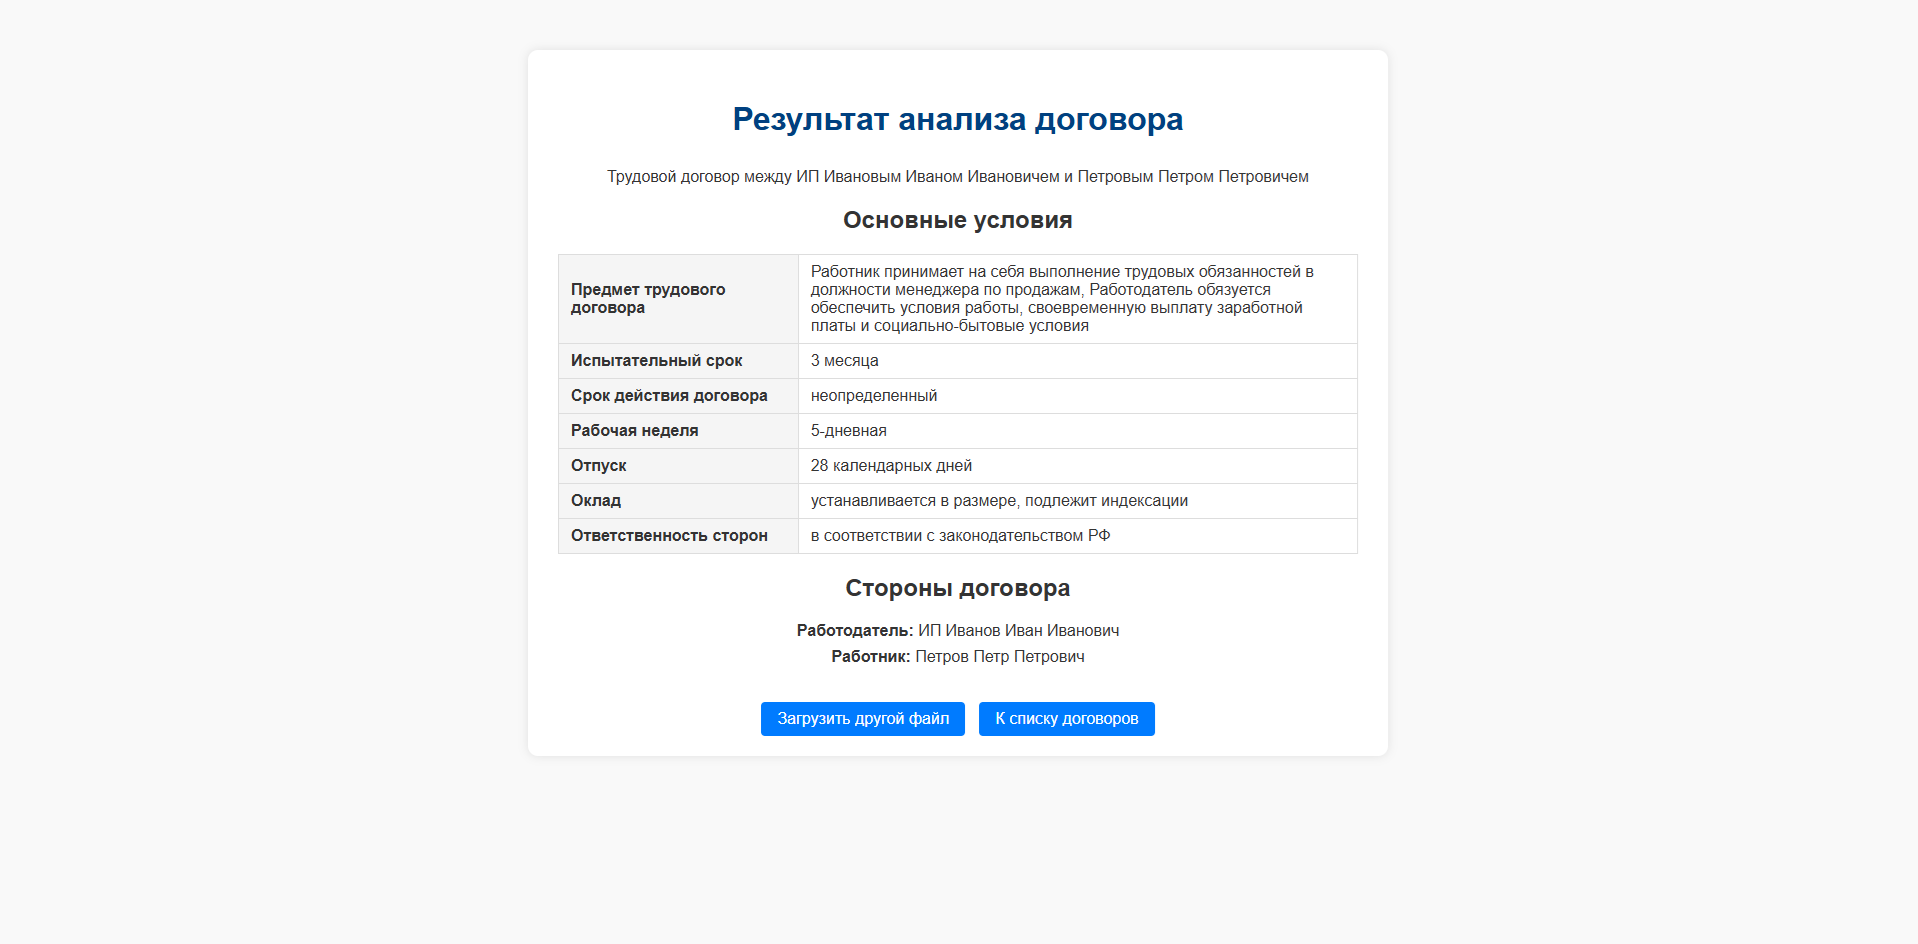 Результат анализа договора
Трудовой договор между ИП Ивановым Иваном Ивановичем и Петровым Петром Петровичем
Основные условия
Предмет трудового
договора
Работник принимает на себя выполнение трудовых обязанностей в
должности менеджера по продажам, Работодатель обязуется
обеспечить условия работы, своевременную выплату заработной
платы и социально-бытовые условия
Испытательный срок
3 месяца
Срок действия договора
неопределенный
Рабочая неделя
5-дневная
Отпуск
28 календарных дней
Оклад
устанавливается в размере, подлежит индексации
Ответственность сторон
в соответствии с законодательством РФ
Стороны договора
Работодатель: ИП Иванов Иван Иванович
Работник: Петров Петр Петрович
Загрузить другой файл
К списку договоров